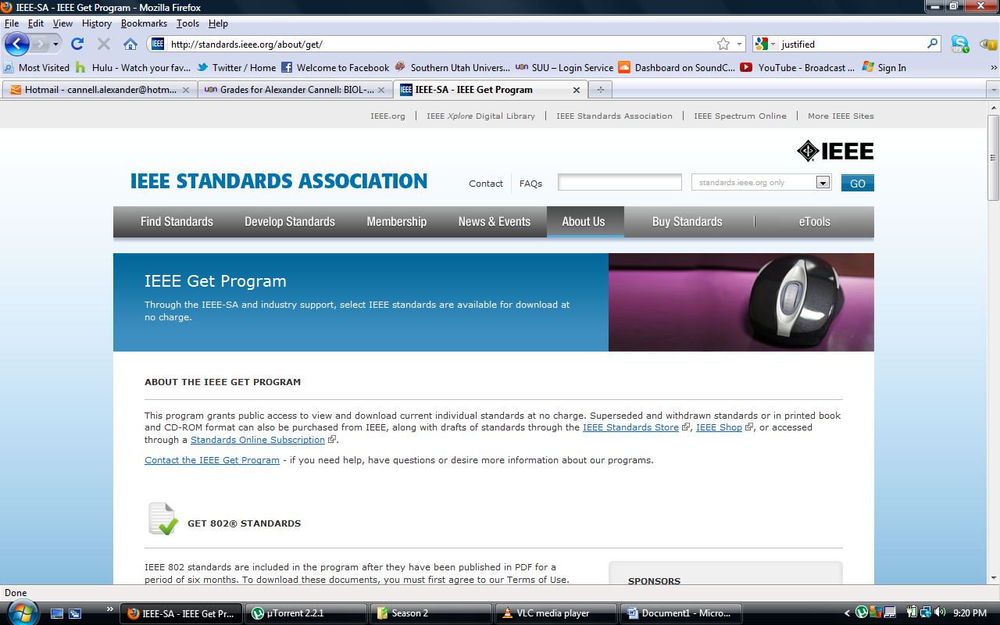 IEEE-SA - IEEE Get Program - Mozilla Firefox
File Edit View History Bookmarks Tools Help
IEEE http://standards.ieee.org/about/get/ justified
Most Visited Hulu - Watch your fav... Twitter / Home Welcome to Facebook Southern Utah Univers... SUU – Login Service Dashboard on SoundC... YouTube - Broadcast ... Sign In »
Hotmail - cannell.alexander@hotm... Grades for Alexander Cannell: BIOL-... IEEE IEEE-SA - IEEE Get Program
IEEE.org | IEEE Xplore Digital Library | IEEE Standards Association | IEEE Spectrum Online | More IEEE Sites
IEEE
IEEE STANDARDS ASSOCIATION Contact FAQs standards.ieee.org only GO
Find Standards Develop Standards Membership News & Events About Us Buy Standards | eTools
IEEE Get Program
Through the IEEE-SA and industry support, select IEEE standards are available for download at
no charge.
ABOUT THE IEEE GET PROGRAM
This program grants public access to view and download current individual standards at no charge. Superseded and withdrawn standards or in printed book
and CD-ROM format can also be purchased from IEEE, along with drafts of standards through the IEEE Standards Store, IEEE Shop, or accessed
through a Standards Online Subscription.
Contact the IEEE Get Program - if you need help, have questions or desire more information about our programs.
GET 802® STANDARDS
IEEE 802 standards are included in the program after they have been published in PDF for a
period of six months. To download these documents, you must first agree to our Terms of Use.
SPONSORS
Done
» IEEE-SA - IEEE Get Pr... µTorrent 2.2.1 Season 2 VLC media player Document1 - Micro... < 9:20 PM